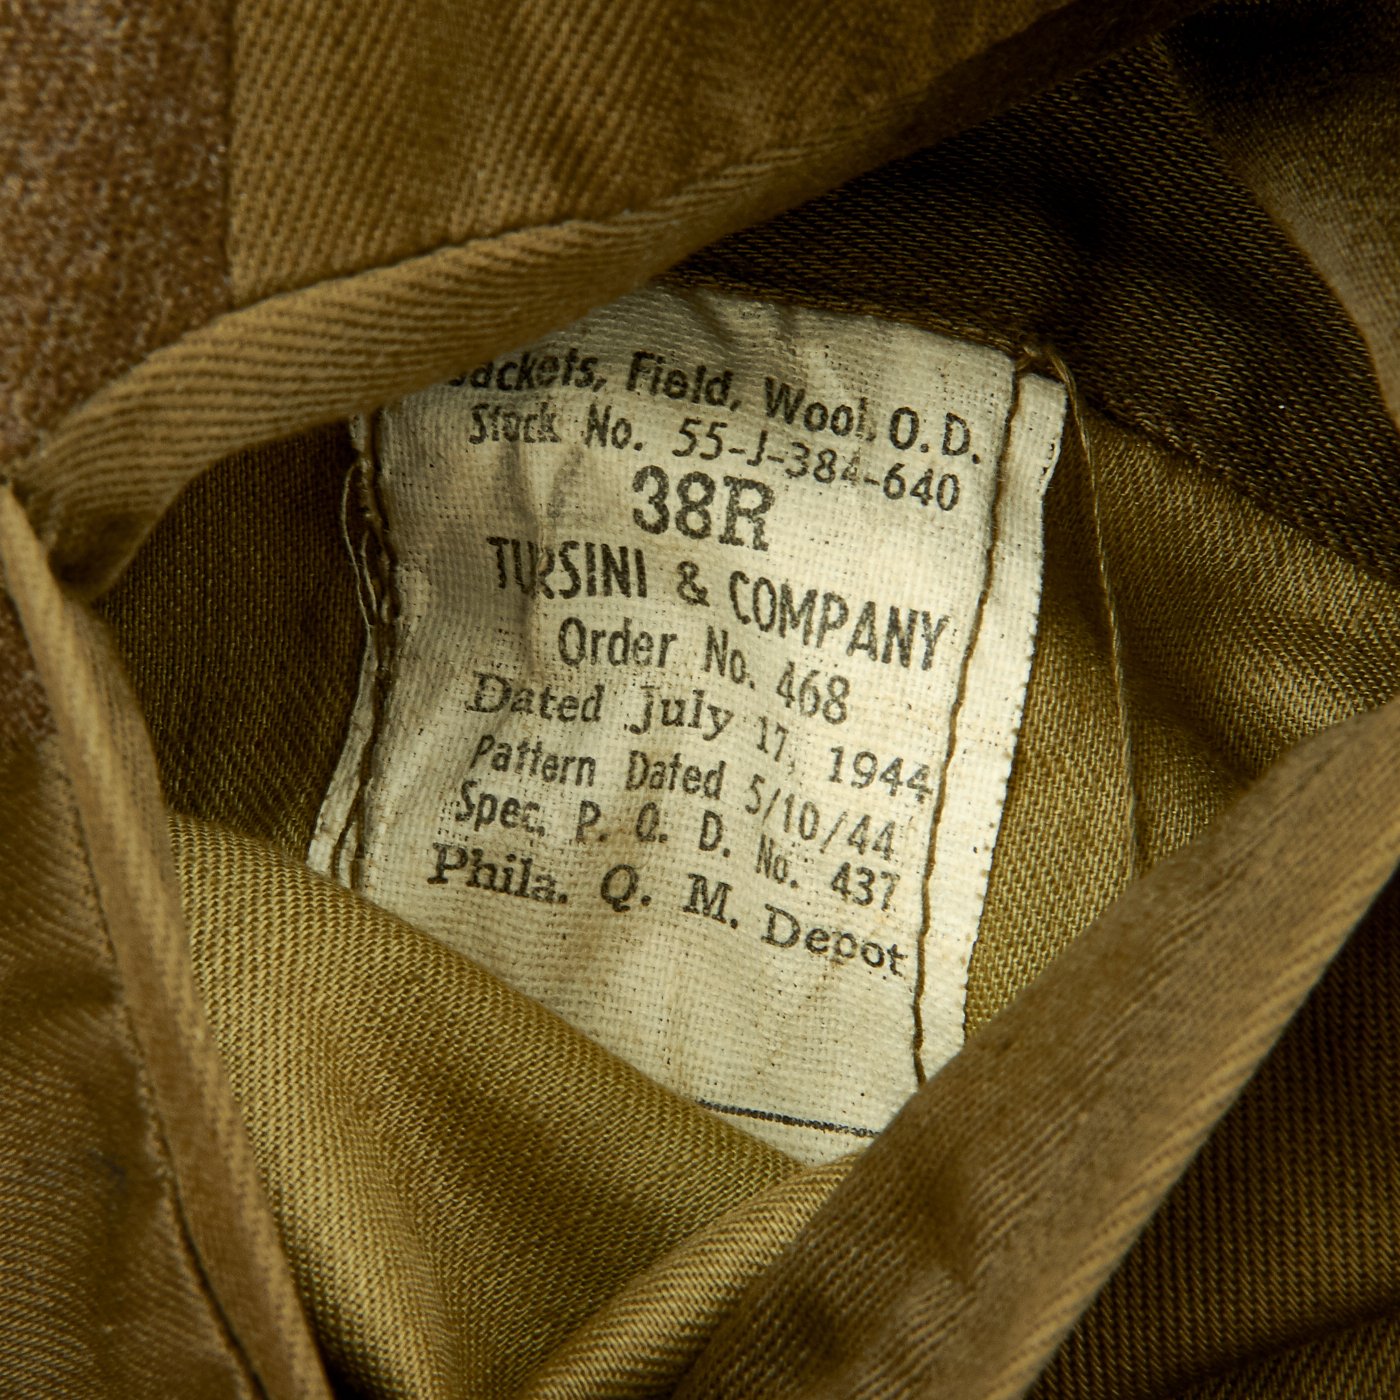 Jackets, Field, Wool, O. D.
Stock No. 55-J-384-640
38R
TURSINI & COMPANY
Order No. 468
Dated July 17, 1944
Pattern Dated 5/10/44
Spec. P. Q. D. No. 437
Phila. Q. M. Depot